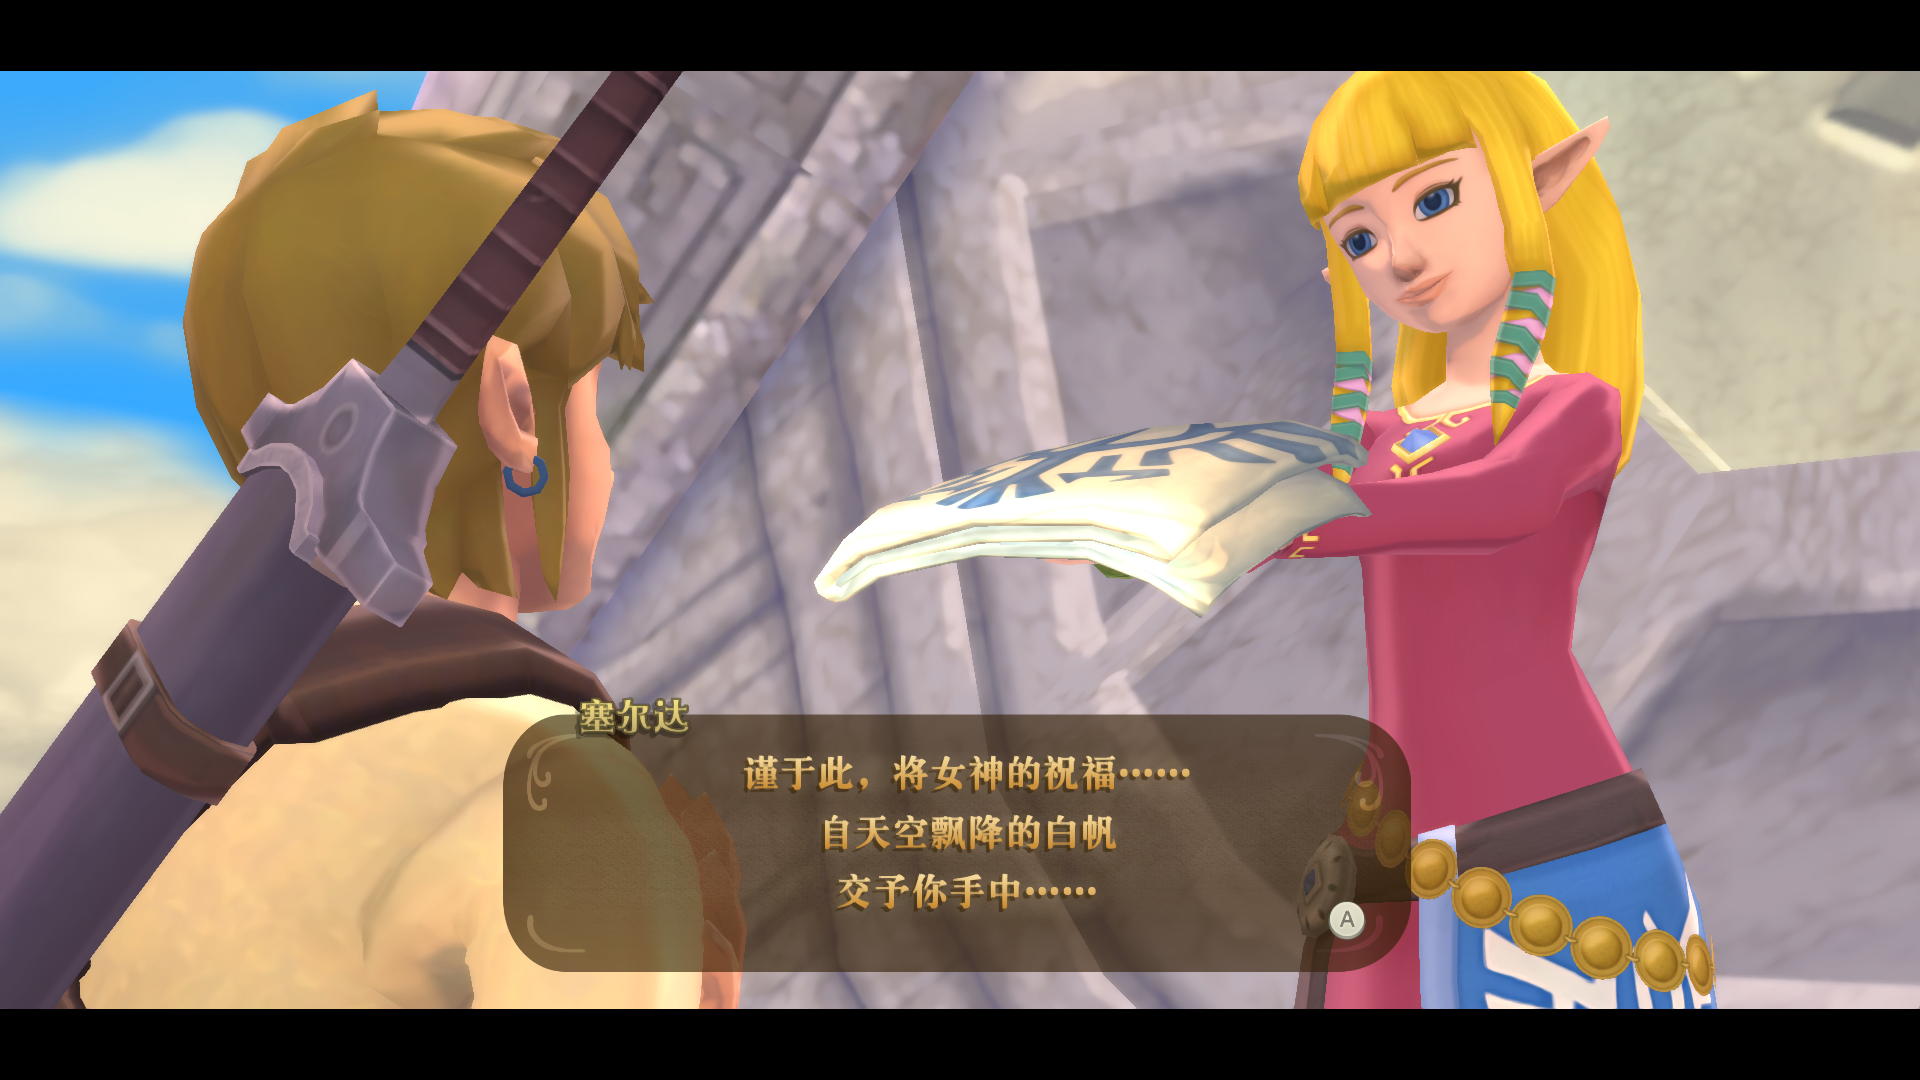 塞尔达
谨于此，将女神的祝福……
自天空飘降的白帆
交予你手中……
A